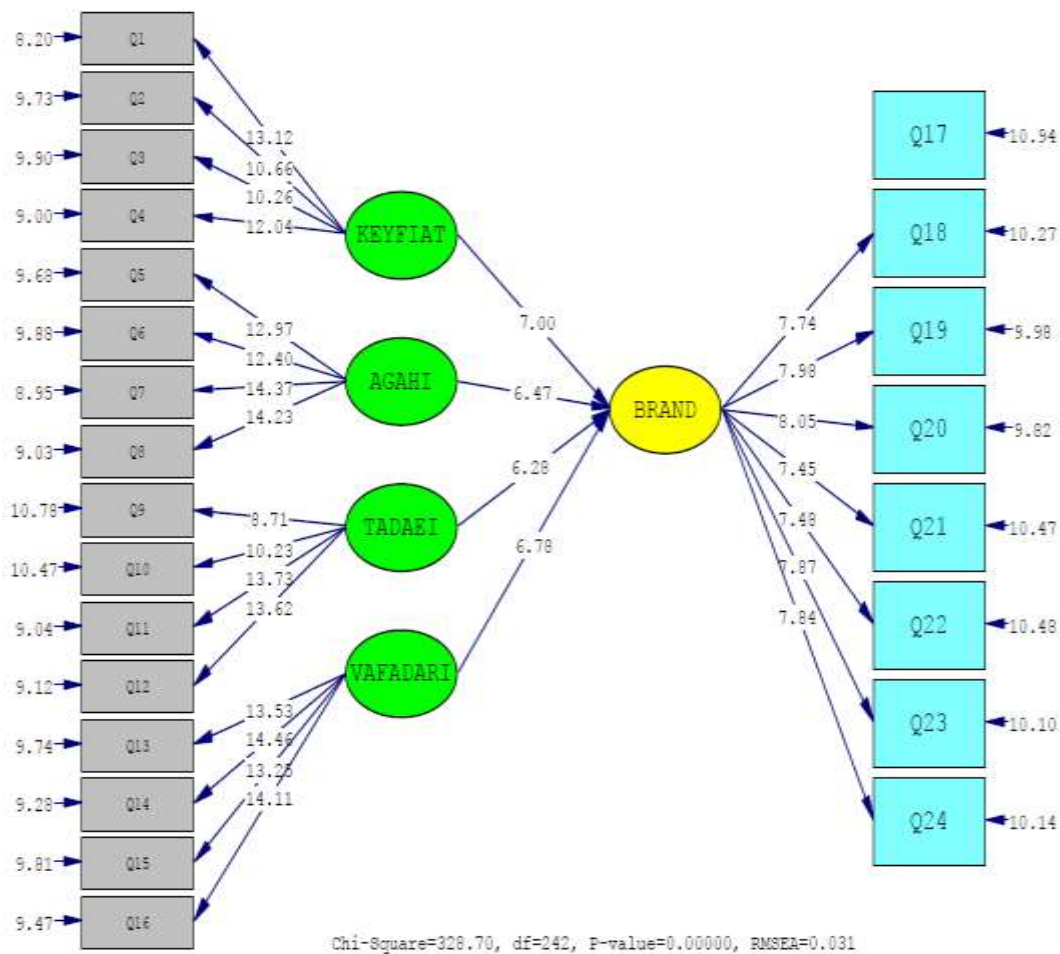 8.20 Q1
9.73 Q2
9.90 Q3
9.00 Q4
9.68 Q5
9.88 Q6
8.95 Q7
9.03 Q8
10.78 Q9
10.47 Q10
9.04 Q11
9.12 Q12
9.74 Q13
9.28 Q14
9.81 Q15
9.47 Q16
13.12
10.66
10.26
12.04
12.97
12.40
14.37
14.23
8.71
10.23
13.73
13.62
13.53
14.46
13.25
14.11
KEYFIAT
AGAHI
TADAEI
VAFADARI
7.00
6.47
6.28
6.78
BRAND
7.74
7.98
8.05
7.45
7.48
7.87
7.84
Q17 10.94
Q18 10.27
Q19 9.98
Q20 9.82
Q21 10.47
Q22 10.48
Q23 10.10
Q24 10.14
Chi-Square=328.70, df=242, P-value=0.00000, RMSEA=0.031